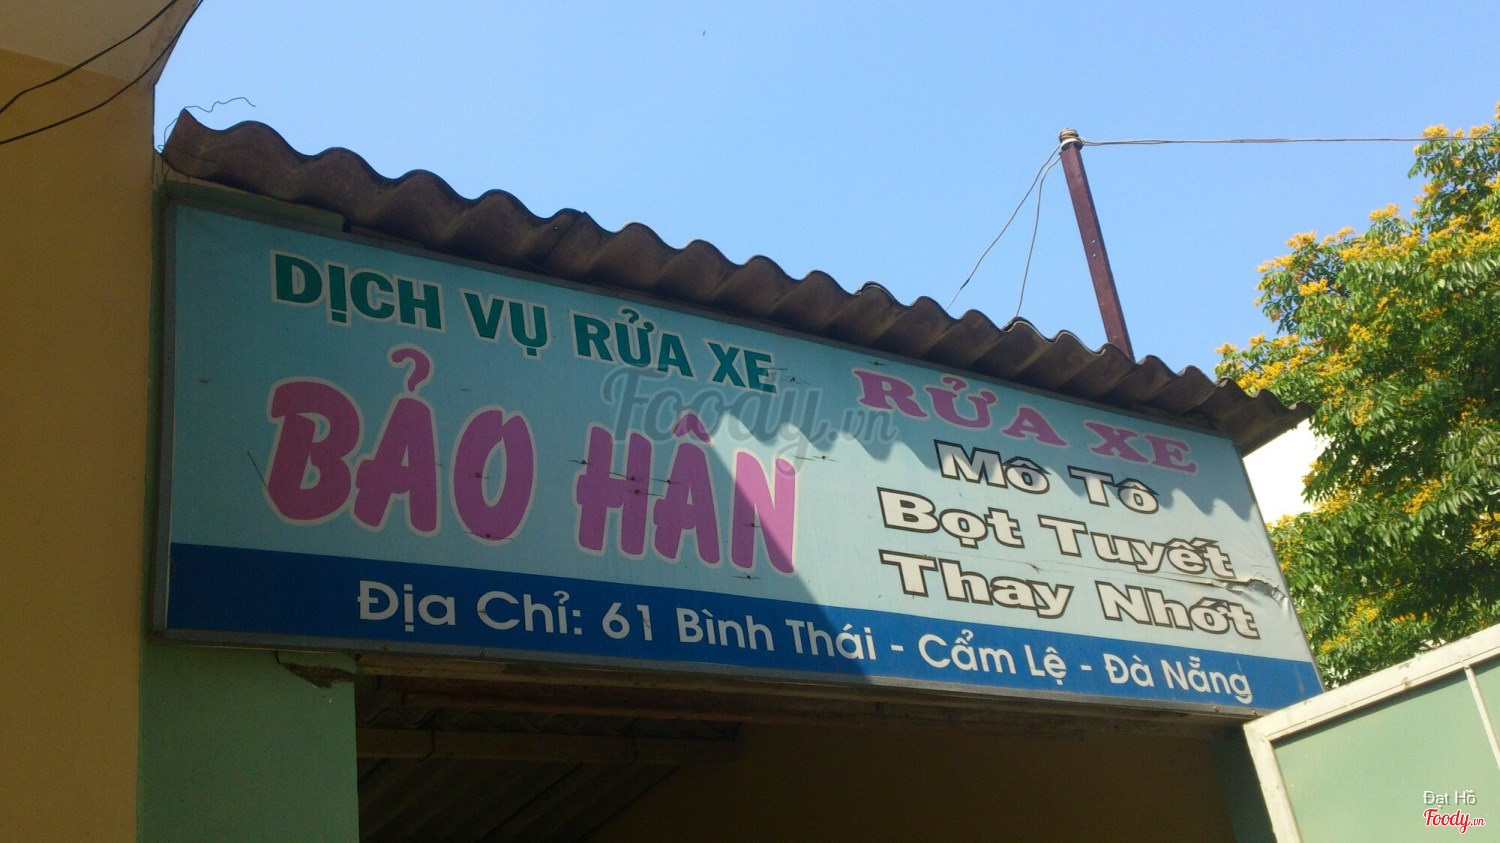 DỊCH VỤ RỬA XE
BẢO HÂN
RỬA XE
Mô Tô
Bọt Tuyết
Thay Nhớt
Địa Chỉ: 61 Bình Thái - Cẩm Lệ - Đà Nẵng
Foody.vn
Đạt Hồ
Foody.vn